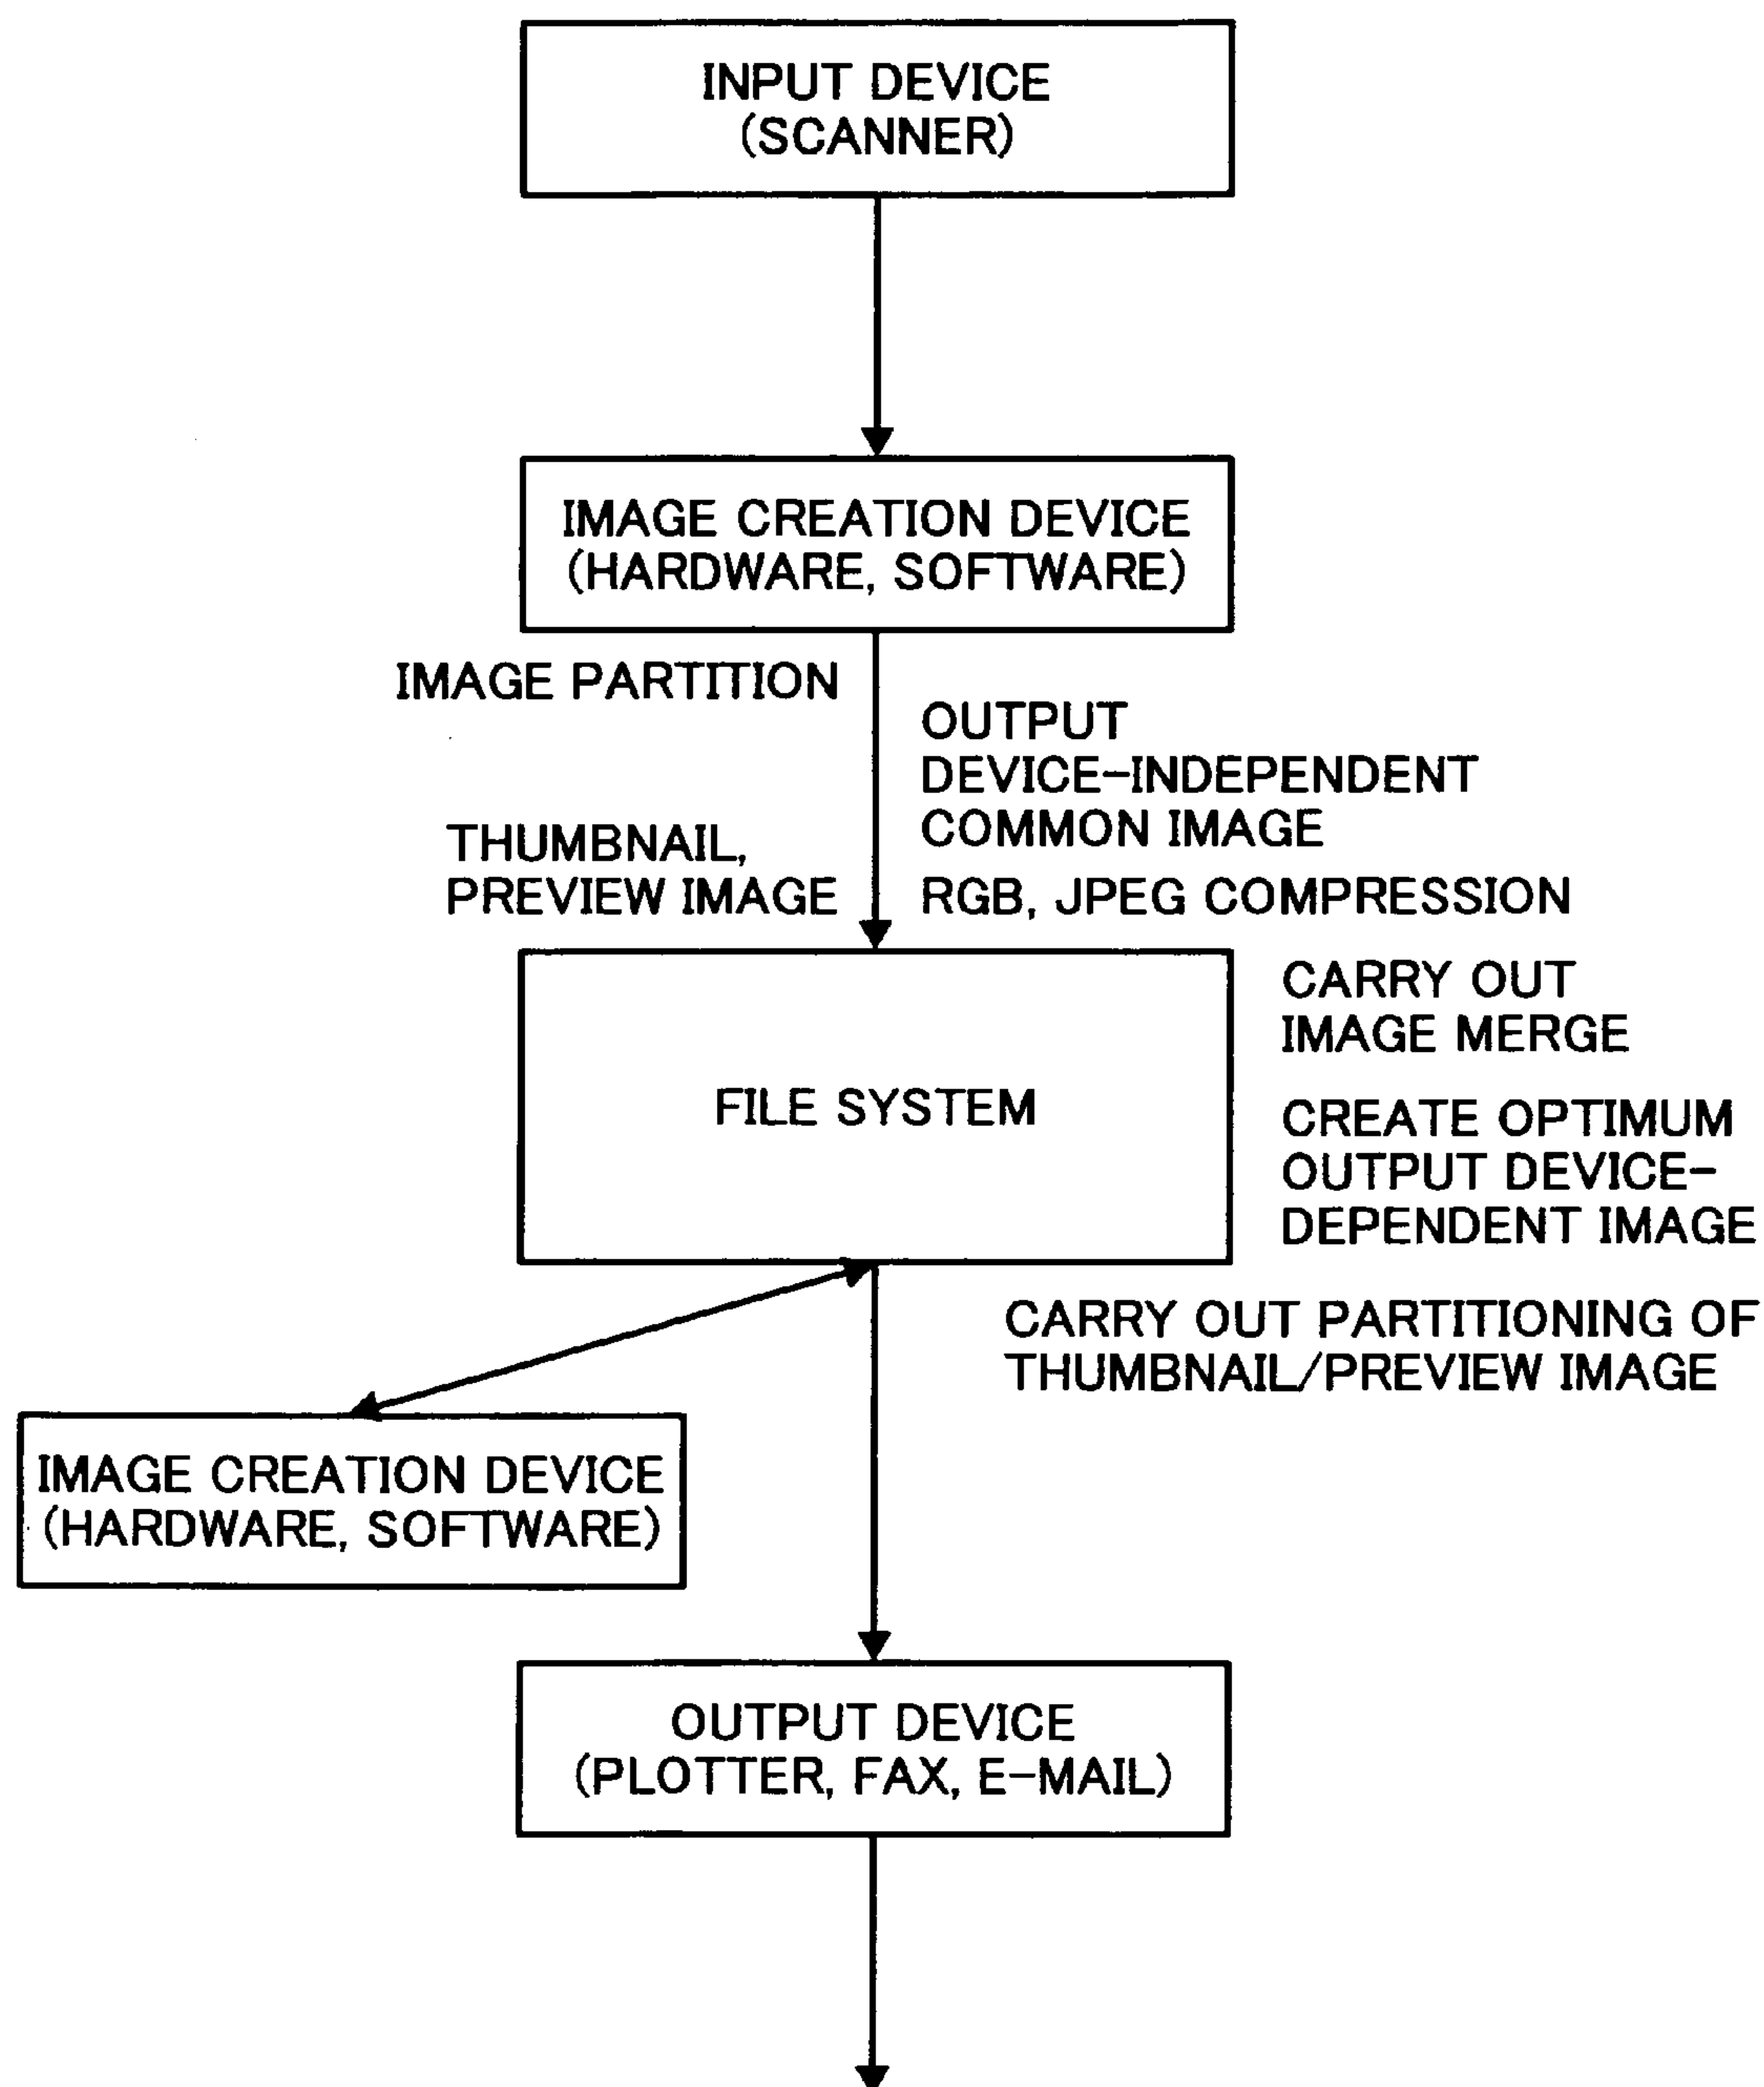 INPUT DEVICE
(SCANNER)
IMAGE CREATION DEVICE
(HARDWARE, SOFTWARE)
IMAGE PARTITION
OUTPUT
DEVICE-INDEPENDENT
COMMON IMAGE
THUMBNAIL,
PREVIEW IMAGE
RGB, JPEG COMPRESSION
FILE SYSTEM
CARRY OUT
IMAGE MERGE
CREATE OPTIMUM
OUTPUT DEVICE-
DEPENDENT IMAGE
CARRY OUT PARTITIONING OF
THUMBNAIL/PREVIEW IMAGE
IMAGE CREATION DEVICE
(HARDWARE, SOFTWARE)
OUTPUT DEVICE
(PLOTTER, FAX, E-MAIL)